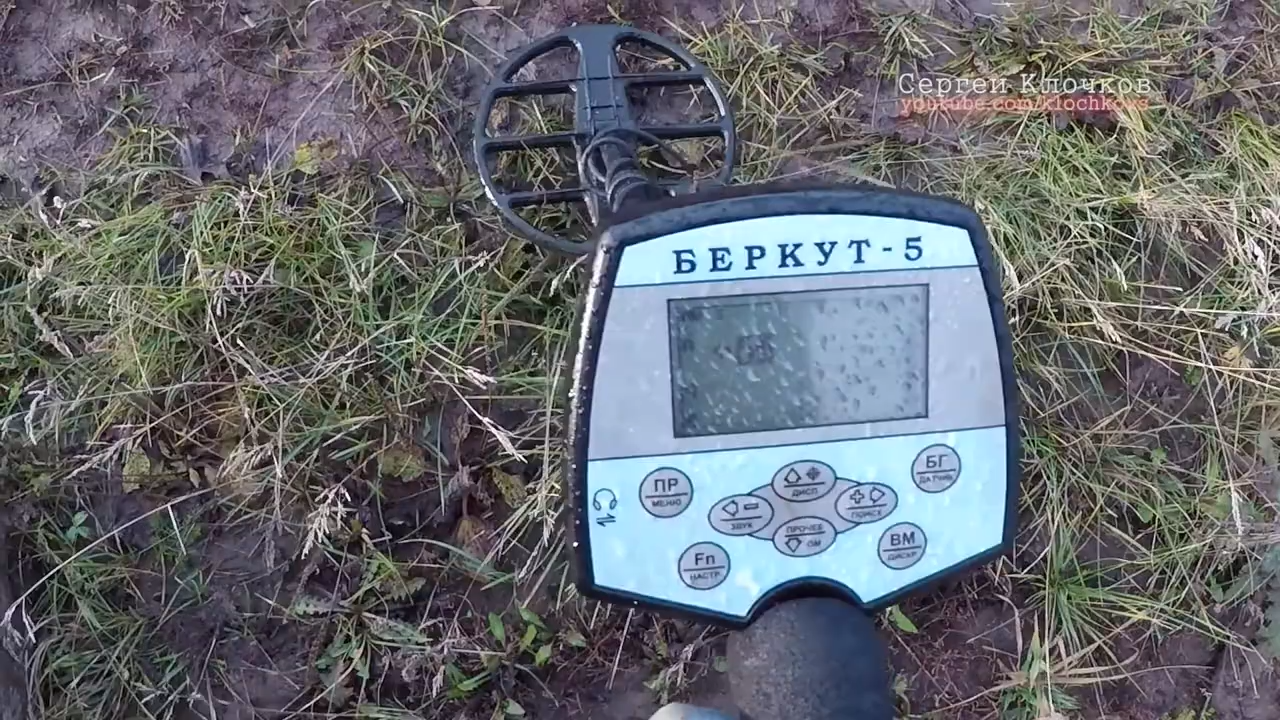 Сергей Клочков
youtube.com/klochkovs
БЕРКУТ-5
ПР
МЕНЮ
ДИСП
БГ
ДАТЧИК
ЗВУК
ПОИСК
ПРОЧЕЕ
ОМ
Fn
НАСТР
ВМ
ДИСКР